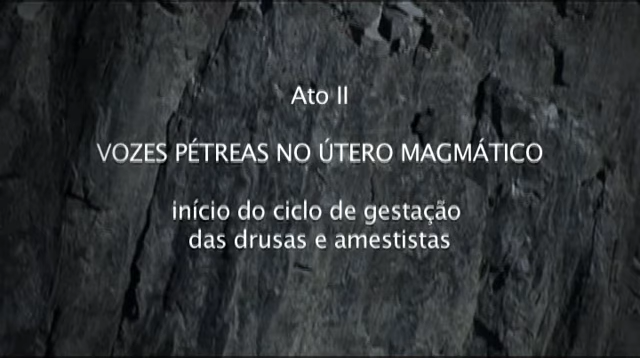 Ato II
VOZES PÉTREAS NO ÚTERO MAGMÁTICO
início do ciclo de gestação
das drusas e amestistas